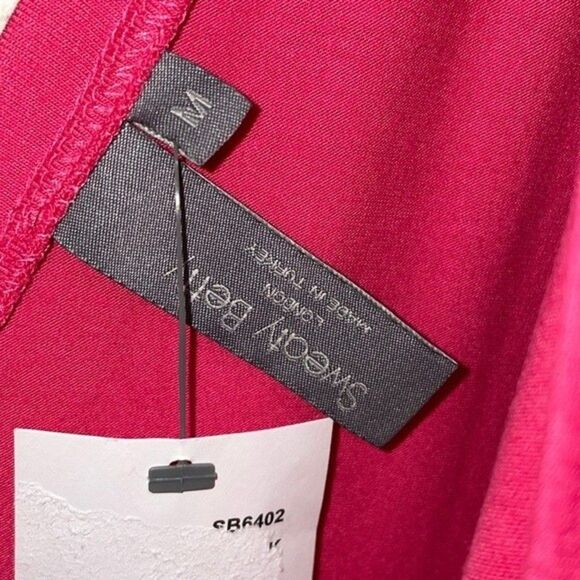 M
Sweaty Betty
LONDON
MADE IN TURKEY
SB6402